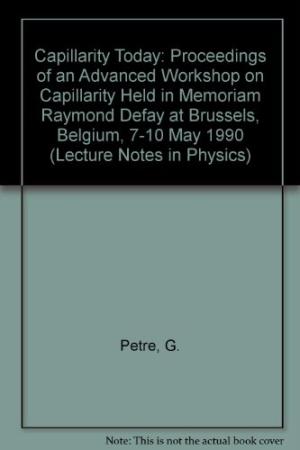 Capillarity Today: Proceedings
of an Advanced Workshop on
Capillarity Held in Memoriam
Raymond Defay at Brussels,
Belgium, 7-10 May 1990
(Lecture Notes in Physics)
Petre, G.
Note: This is not the actual book cover